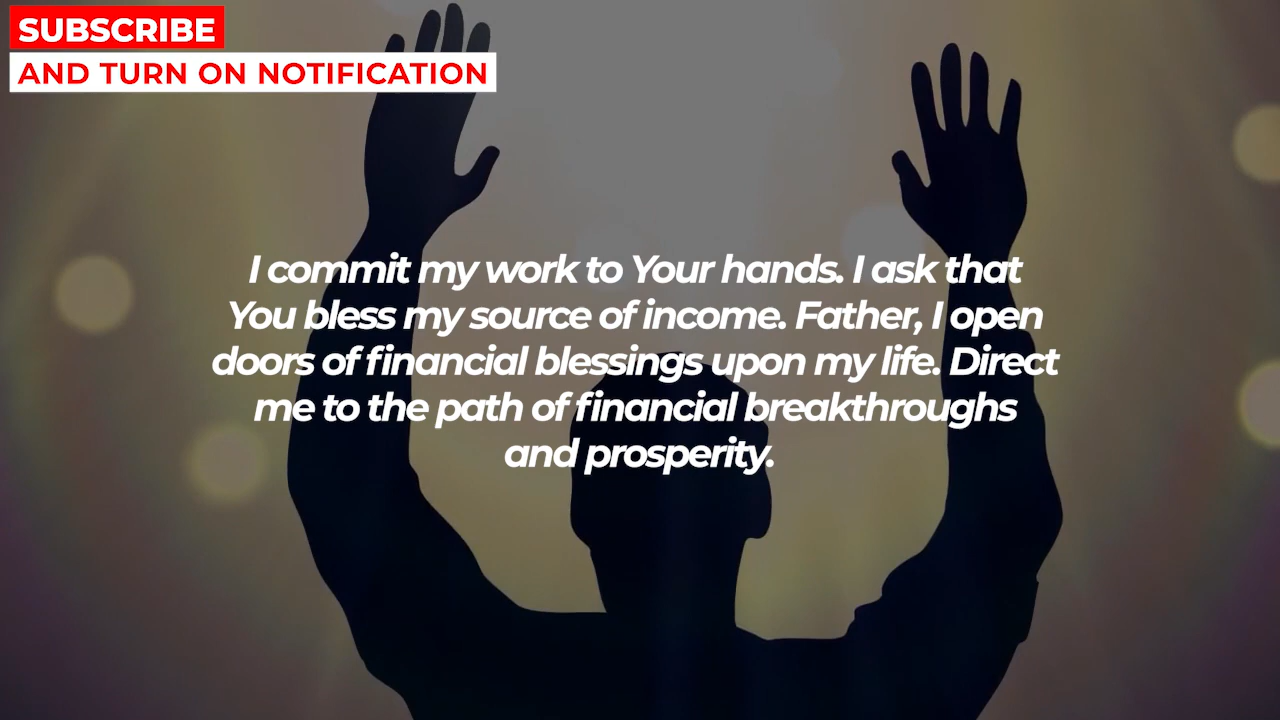 SUBSCRIBE
AND TURN ON NOTIFICATION
I commit my work to Your hands. I ask that
You bless my source of income. Father, I open
doors of financial blessings upon my life. Direct
me to the path of financial breakthroughs
and prosperity.